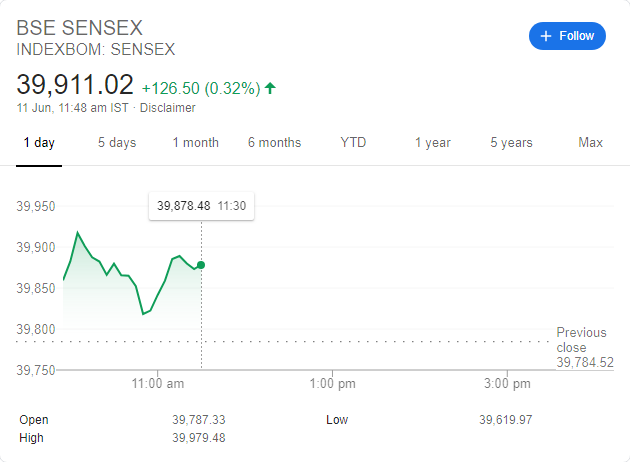 BSE SENSEX
INDEXBOM: SENSEX
+ Follow
39,911.02 +126.50 (0.32%)
11 Jun, 11:48 am IST · Disclaimer
1 day 5 days 1 month 6 months YTD 1 year 5 years Max
39,878.48 11:30
39,950
39,900
39,850
39,800
39,750
Previous
close
39,784.52
11:00 am 1:00 pm 3:00 pm
Open 39,787.33 Low 39,619.97
High 39,979.48